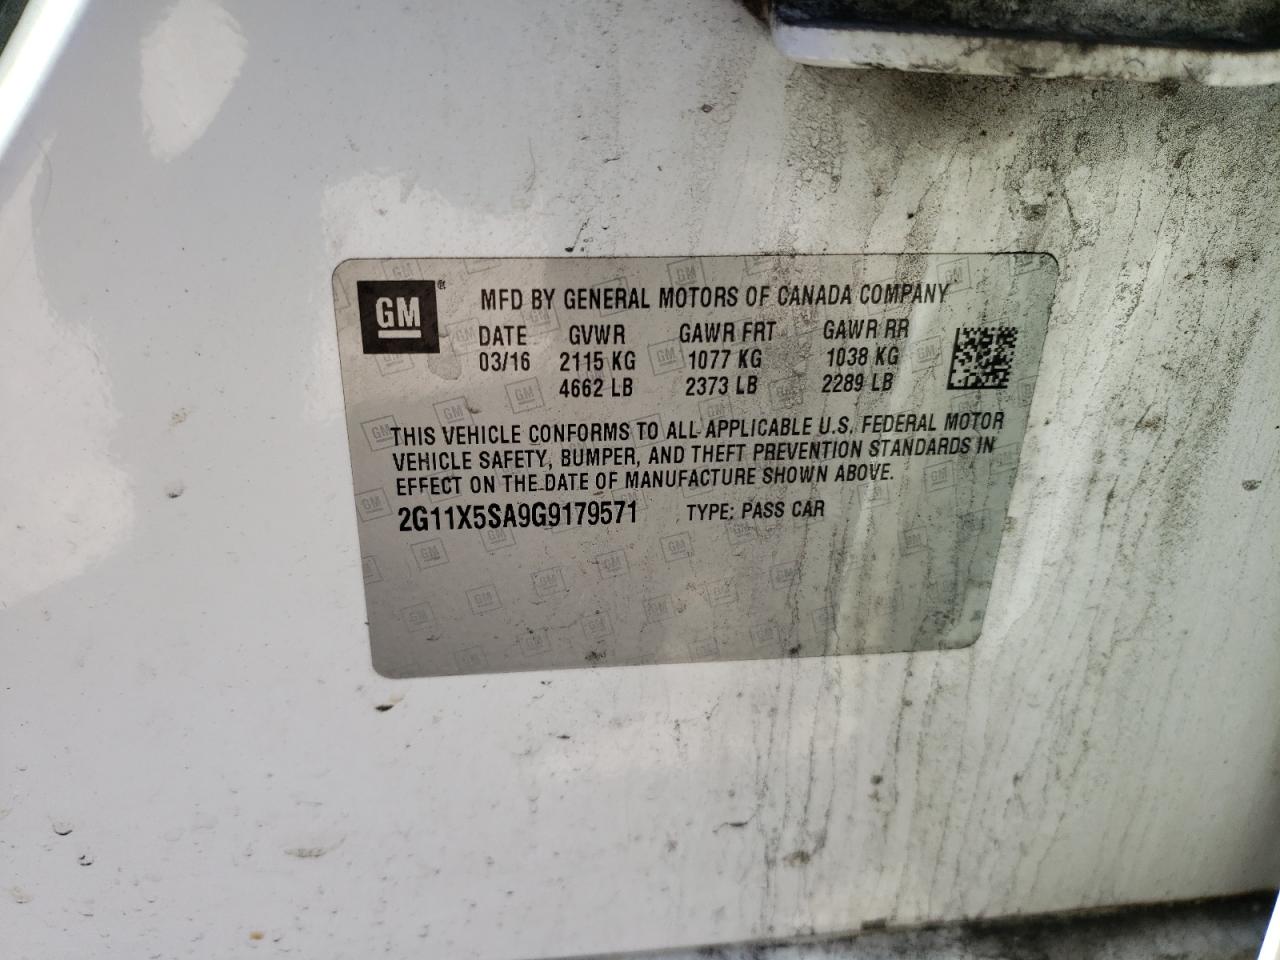 GM
MFD BY GENERAL MOTORS OF CANADA COMPANY
DATE GVWR GAWR FRT GAWR RR
03/16 2115 KG 1077 KG 1038 KG
4662 LB 2373 LB 2289 LB
THIS VEHICLE CONFORMS TO ALL APPLICABLE U.S. FEDERAL MOTOR
VEHICLE SAFETY, BUMPER, AND THEFT PREVENTION STANDARDS IN
EFFECT ON THE DATE OF MANUFACTURE SHOWN ABOVE.
2G11X5SA9G9179571 TYPE: PASS CAR